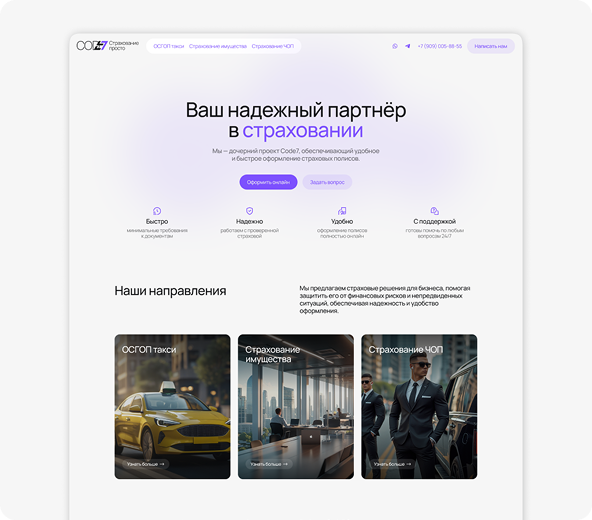 CODE7 Страхование
просто
ОСГОП такси Страхование имущества Страхование ЧОП
+7 (909) 005-88-55
Написать нам
Ваш надежный партнёр
в страховании
Мы — дочерний проект Code7, обеспечивающий удобное
и быстрое оформление страховых полисов.
Оформить онлайн
Задать вопрос
Быстро
минимальные требования
к документам
Надежно
работаем с проверенной
страховой
Удобно
оформление полисов
полностью онлайн
С поддержкой
готовы помочь по любым
вопросам 24/7
Наши направления
Мы предлагаем страховые решения для бизнеса, помогая
защитить его от финансовых рисков и непредвиденных
ситуаций, обеспечивая надежность и удобство
оформления.
ОСГОП такси
Узнать больше →
Страхование
имущества
Узнать больше →
Страхование ЧОП
Узнать больше →